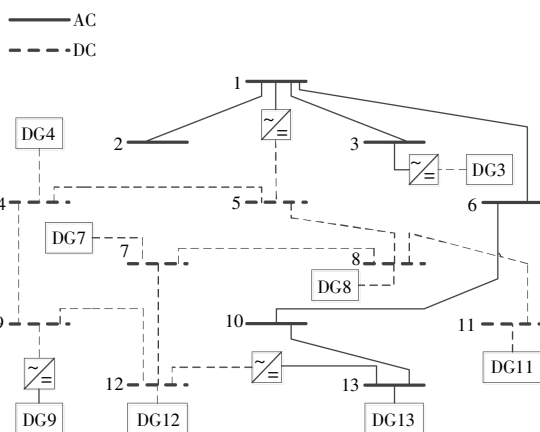 AC
DC
1
~
=
DG4
2
3
~
=
DG3
4
5
6
DG7
7
8
DG8
9
10
11
~
=
12
~
=
13
DG11
DG9
DG12
DG13